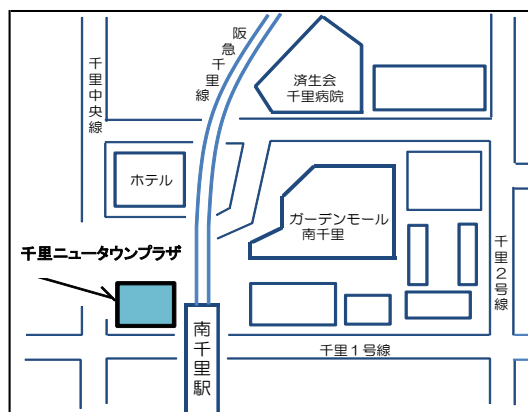 千里中央線
阪急千里線
済生会
千里病院
ホテル
ガーデンモール
南千里
千里ニュータウンプラザ
千里２号線
南千里駅
千里１号線